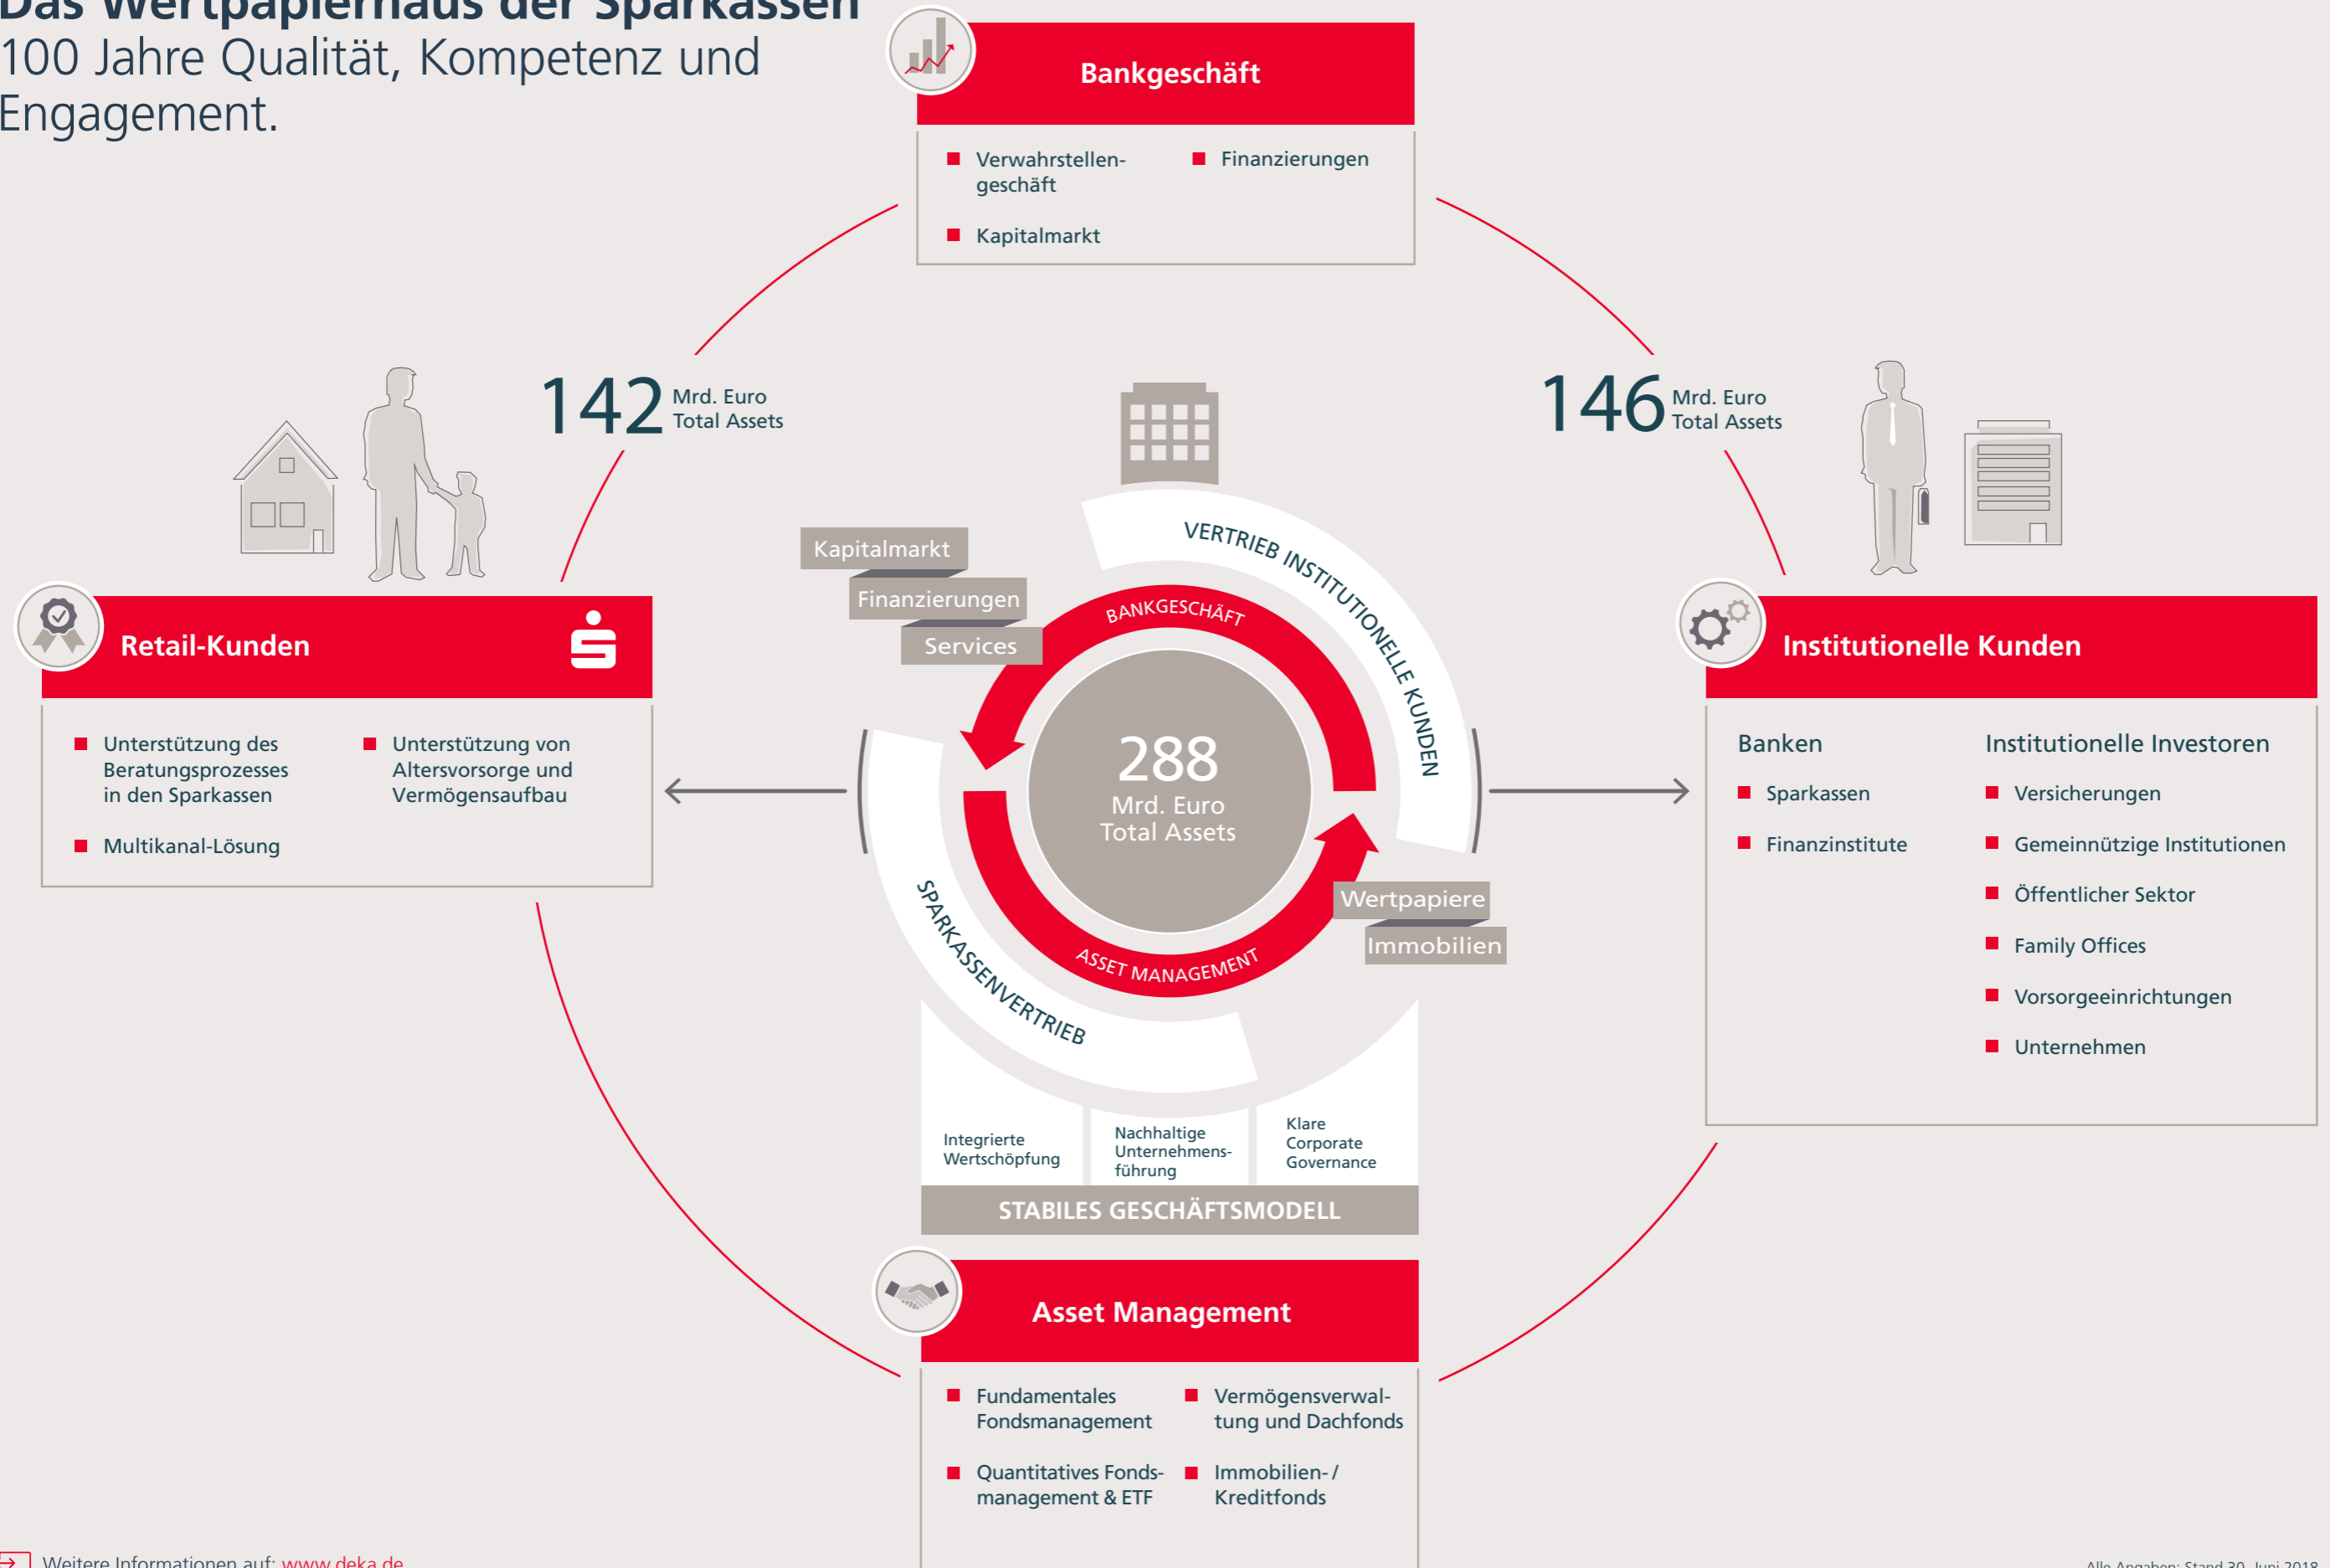 Das Wertpapierhaus der Sparkassen
100 Jahre Qualität, Kompetenz und
Engagement.
Bankgeschäft
Verwahrstellen-
geschäft
Kapitalmarkt
Finanzierungen
142 Mrd. Euro
Total Assets
146 Mrd. Euro
Total Assets
Retail-Kunden
Unterstützung des
Beratungsprozesses
in den Sparkassen
Multikanal-Lösung
Unterstützung von
Altersvorsorge und
Vermögensaufbau
Kapitalmarkt
Finanzierungen
Services
VERTRIEB INSTITUTIONELLE KUNDEN
BANKGESCHÄFT
288
Mrd. Euro
Total Assets
ASSET MANAGEMENT
SPARKASSENVERTRIEB
Wertpapiere
Immobilien
Institutionelle Kunden
Banken
Sparkassen
Finanzinstitute
Institutionelle Investoren
Versicherungen
Gemeinnützige Institutionen
Öffentlicher Sektor
Family Offices
Vorsorgeeinrichtungen
Unternehmen
Integrierte
Wertschöpfung
Nachhaltige
Unternehmens-
führung
Klare
Corporate
Governance
STABILES GESCHÄFTSMODELL
Asset Management
Fundamentales
Fondsmanagement
Quantitatives Fonds-
management & ETF
Vermögensverwal-
tung und Dachfonds
Immobilien- /
Kreditfonds
Weitere Informationen auf: www.deka.de
Alle Angaben: Stand 30. Juni 2018